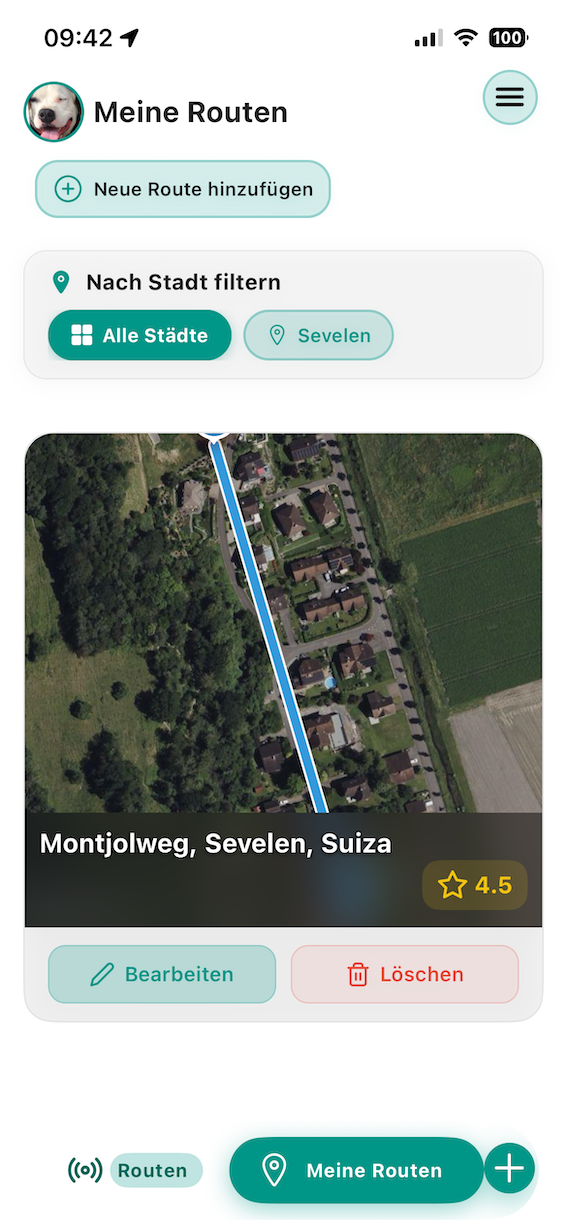 09:42
100
Meine Routen
Neue Route hinzufügen
Nach Stadt filtern
Alle Städte
Sevelen
Montjolweg, Sevelen, Suiza
4.5
Bearbeiten
Löschen
Routen
Meine Routen